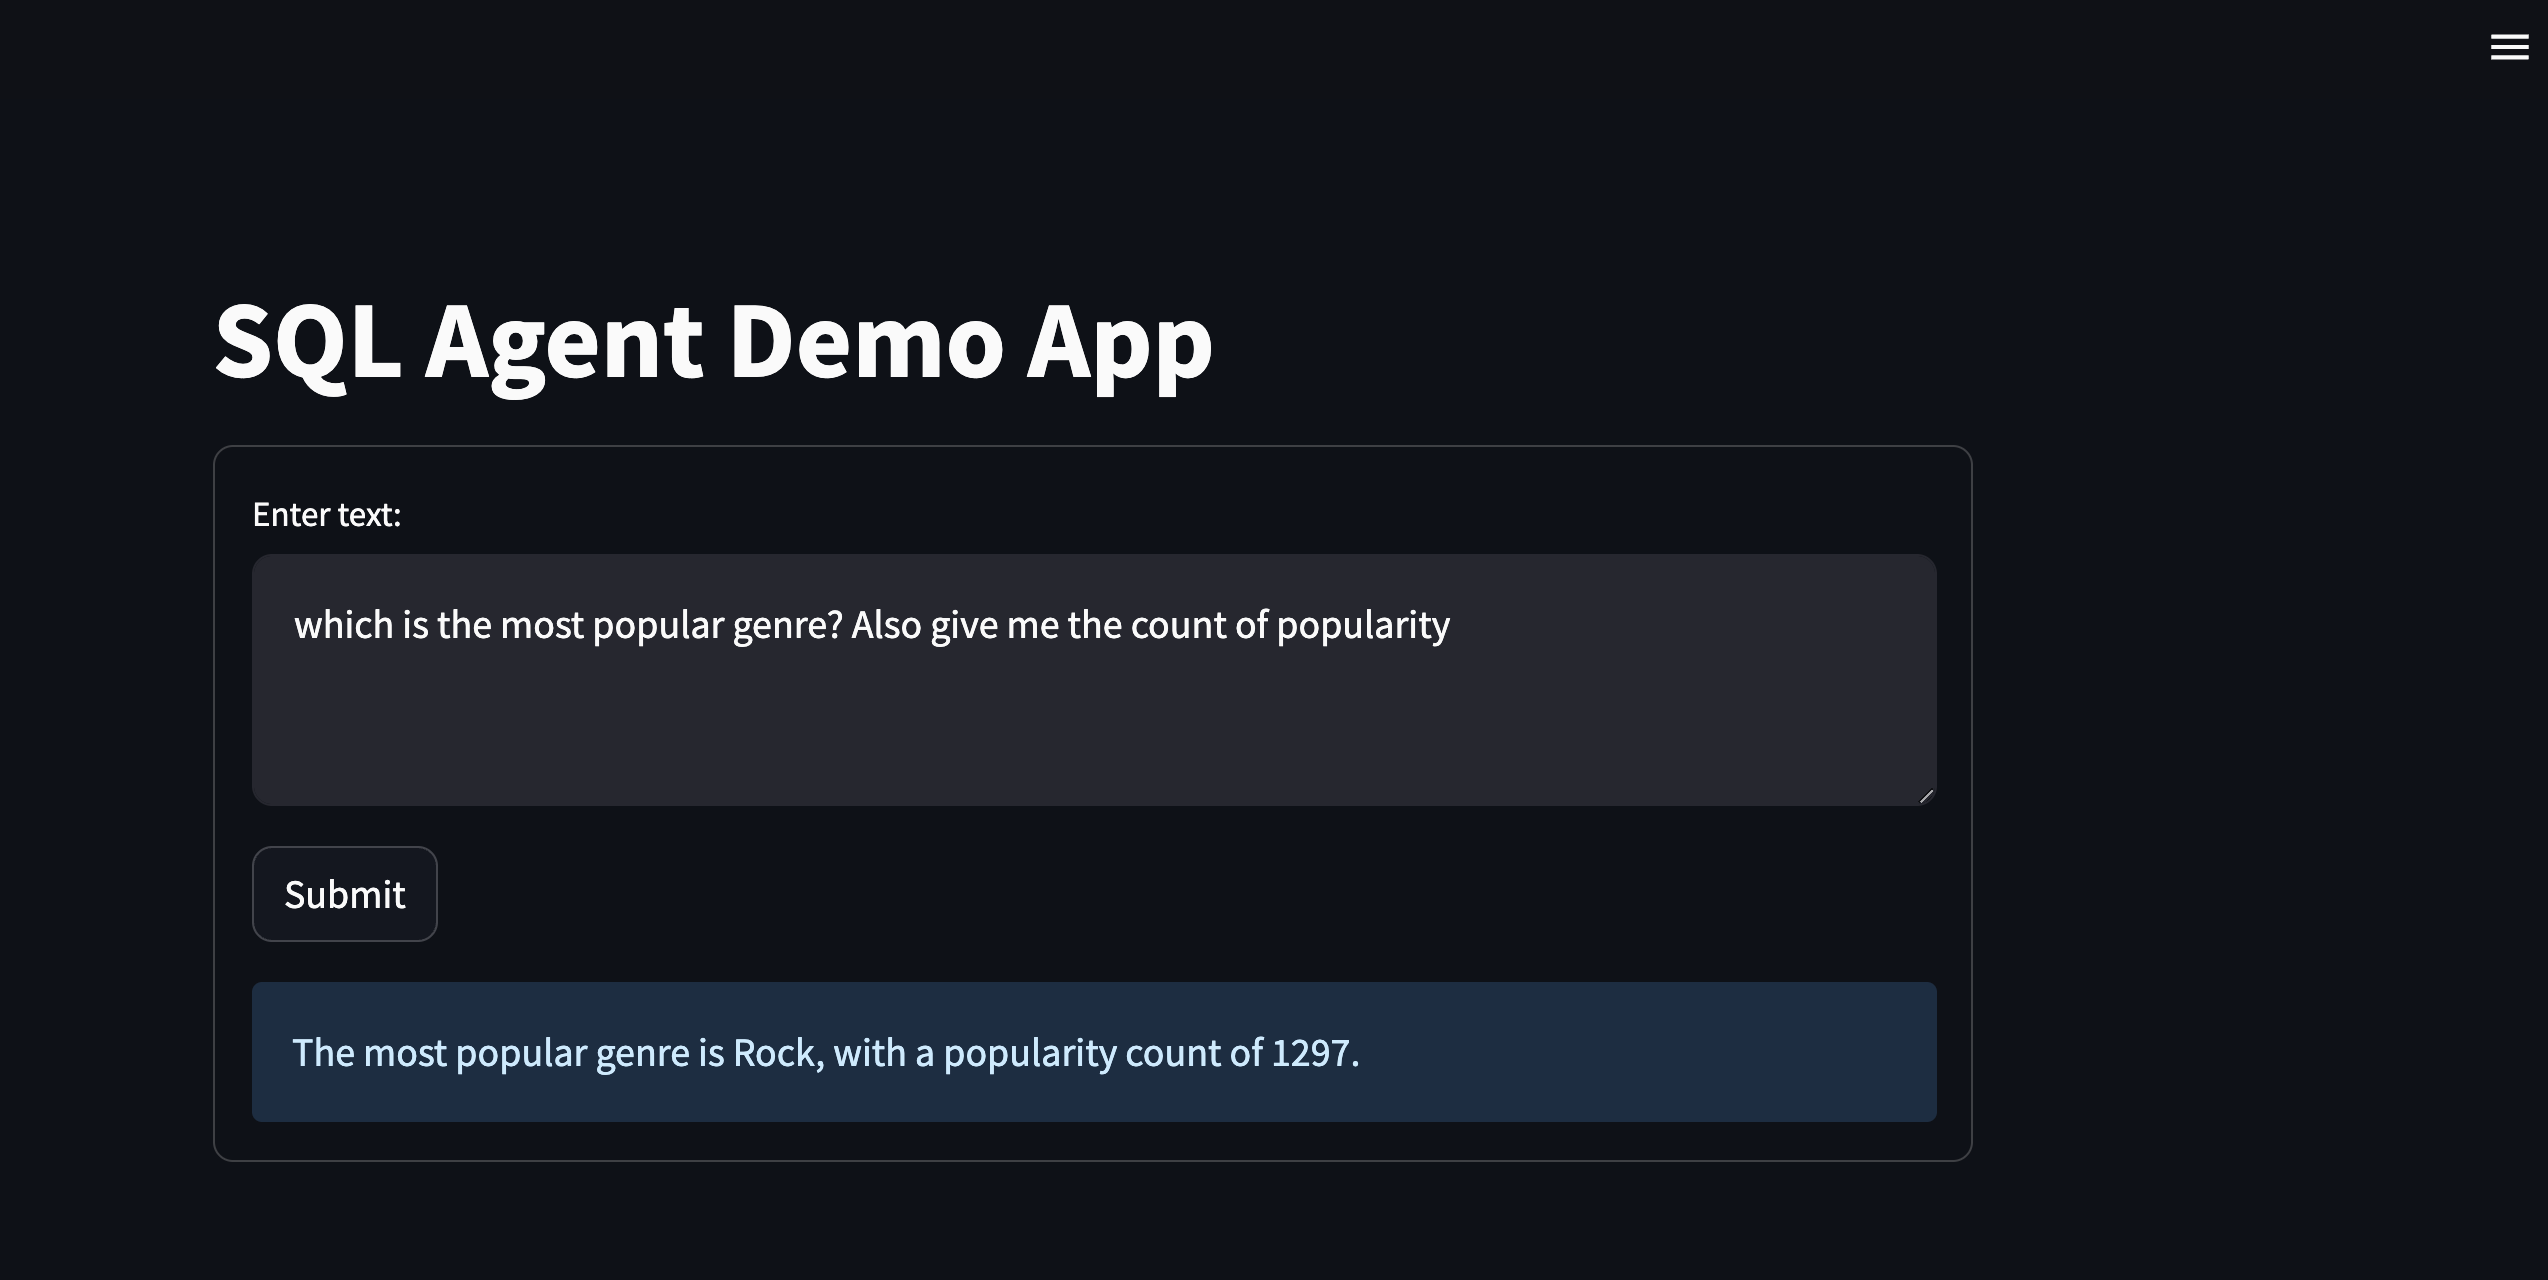 SQL Agent Demo App
Enter text:
which is the most popular genre? Also give me the count of popularity
Submit
The most popular genre is Rock, with a popularity count of 1297.